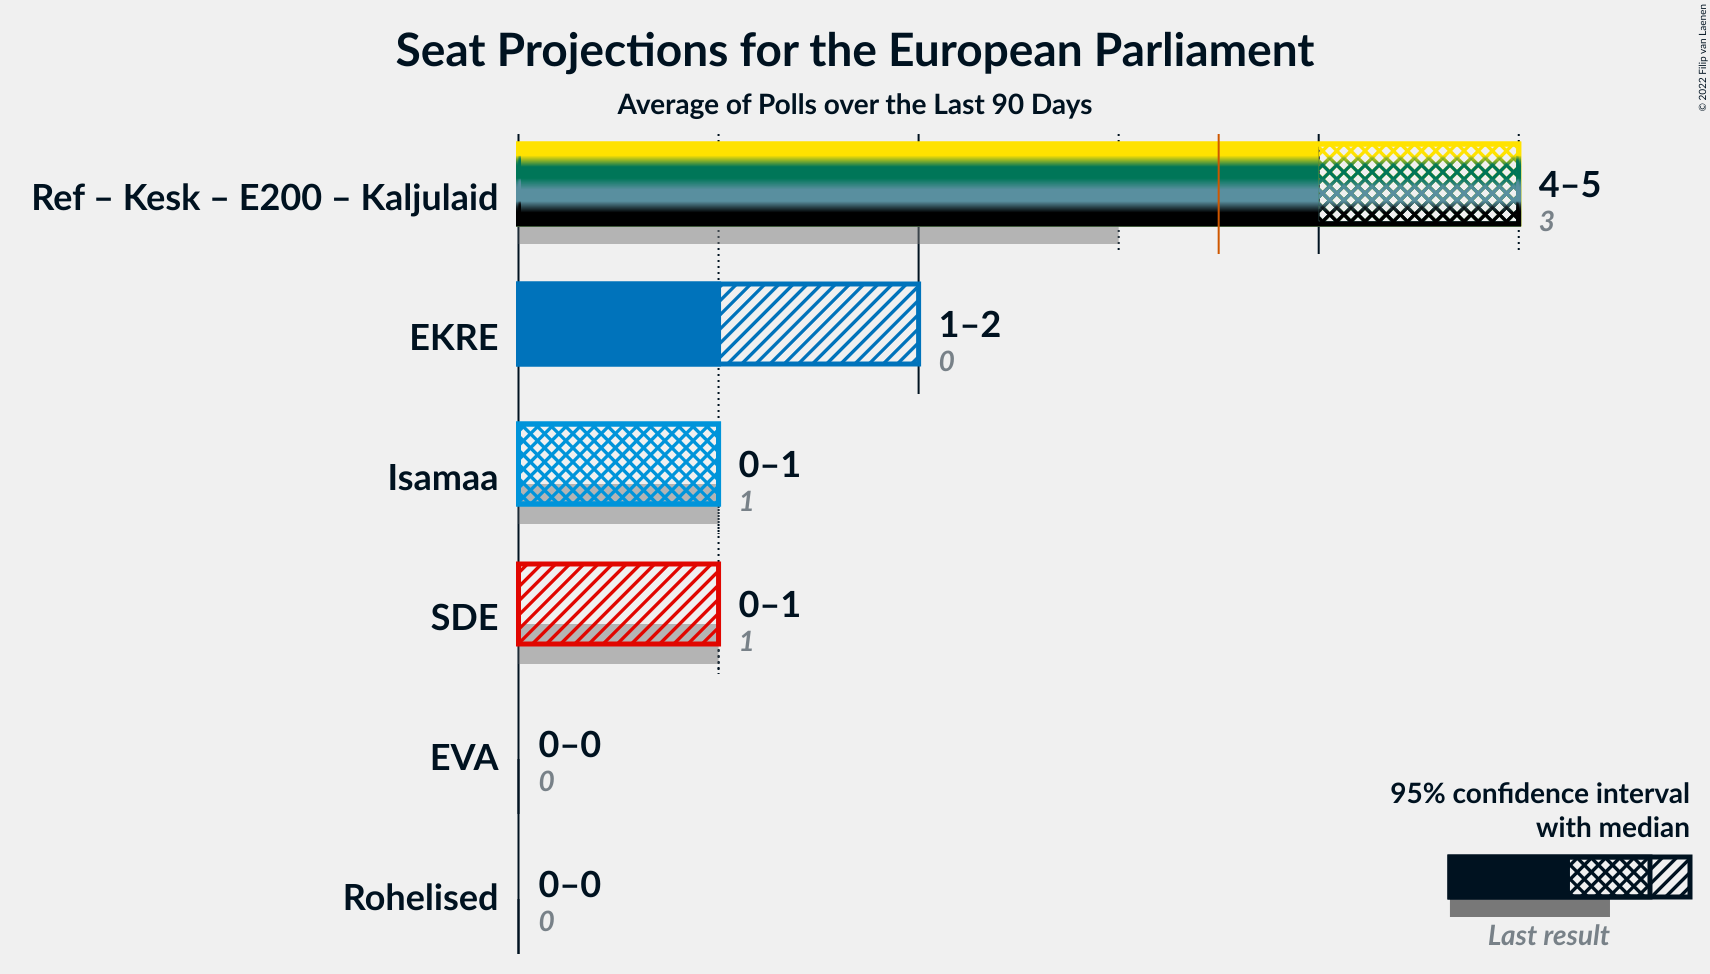 Seat Projections for the European Parliament
Average of Polls over the Last 90 Days
© 2022 Filip van Laenen
Ref – Kesk – E200 – Kaljulaid
4–5
3
EKRE
1–2
0
Isamaa
0–1
1
SDE
0–1
1
EVA
0–0
0
Rohelised
0–0
0
95% confidence interval
with median
Last result